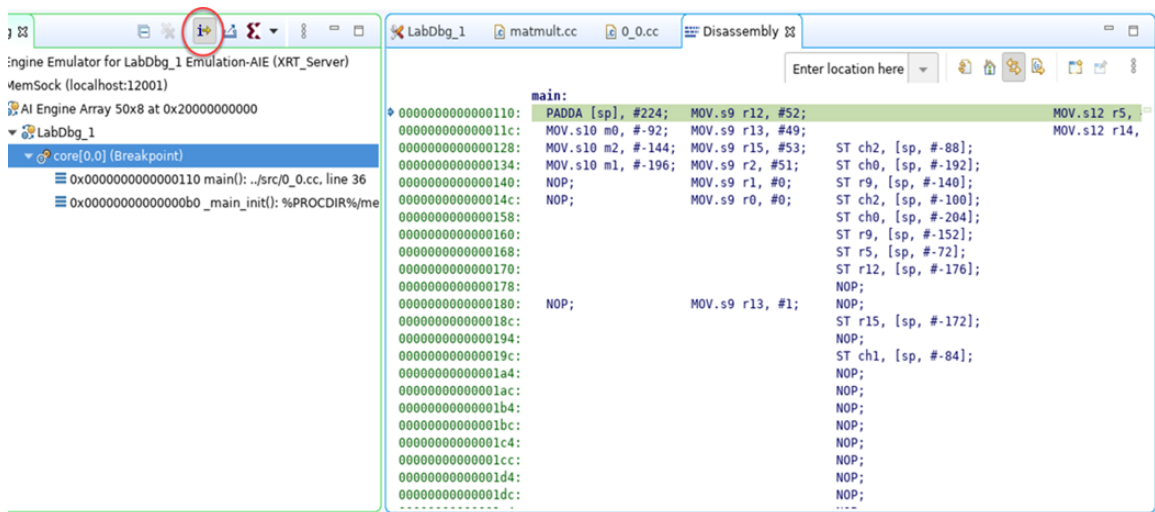 LabDbg_1 matmult.cc 0_0.cc Disassembly
Engine Emulator for LabDbg_1 Emulation-AIE (XRT_Server)
MemSock (localhost:12001)
AI Engine Array 50x8 at 0x20000000000
LabDbg_1
core[0,0] (Breakpoint)
0x0000000000000110 main(): ../src/0_0.cc, line 36
0x00000000000000b0 _main_init(): %PROCDIR%/me
Enter location here
main:
0000000000000110: PADDA [sp], #224; MOV.s9 r12, #52; MOV.s12 r5,
000000000000011c: MOV.s10 m0, #-92; MOV.s9 r13, #49; MOV.s12 r14,
0000000000000128: MOV.s10 m2, #-144; MOV.s9 r15, #53; ST ch2, [sp, #-88];
0000000000000134: MOV.s10 m1, #-196; MOV.s9 r2, #51; ST ch0, [sp, #-192];
0000000000000140: NOP; MOV.s9 r1, #0; ST r9, [sp, #-140];
000000000000014c: NOP; MOV.s9 r0, #0; ST ch2, [sp, #-100];
0000000000000158: ST ch0, [sp, #-204];
0000000000000160: ST r9, [sp, #-152];
0000000000000168: ST r5, [sp, #-72];
0000000000000170: ST r12, [sp, #-176];
0000000000000178: NOP;
0000000000000180: NOP; MOV.s9 r13, #1; NOP;
000000000000018c: ST r15, [sp, #-172];
0000000000000194: NOP;
000000000000019c: ST ch1, [sp, #-84];
00000000000001a4: NOP;
00000000000001ac: NOP;
00000000000001b4: NOP;
00000000000001bc: NOP;
00000000000001c4: NOP;
00000000000001cc: NOP;
00000000000001d4: NOP;
00000000000001dc: NOP;